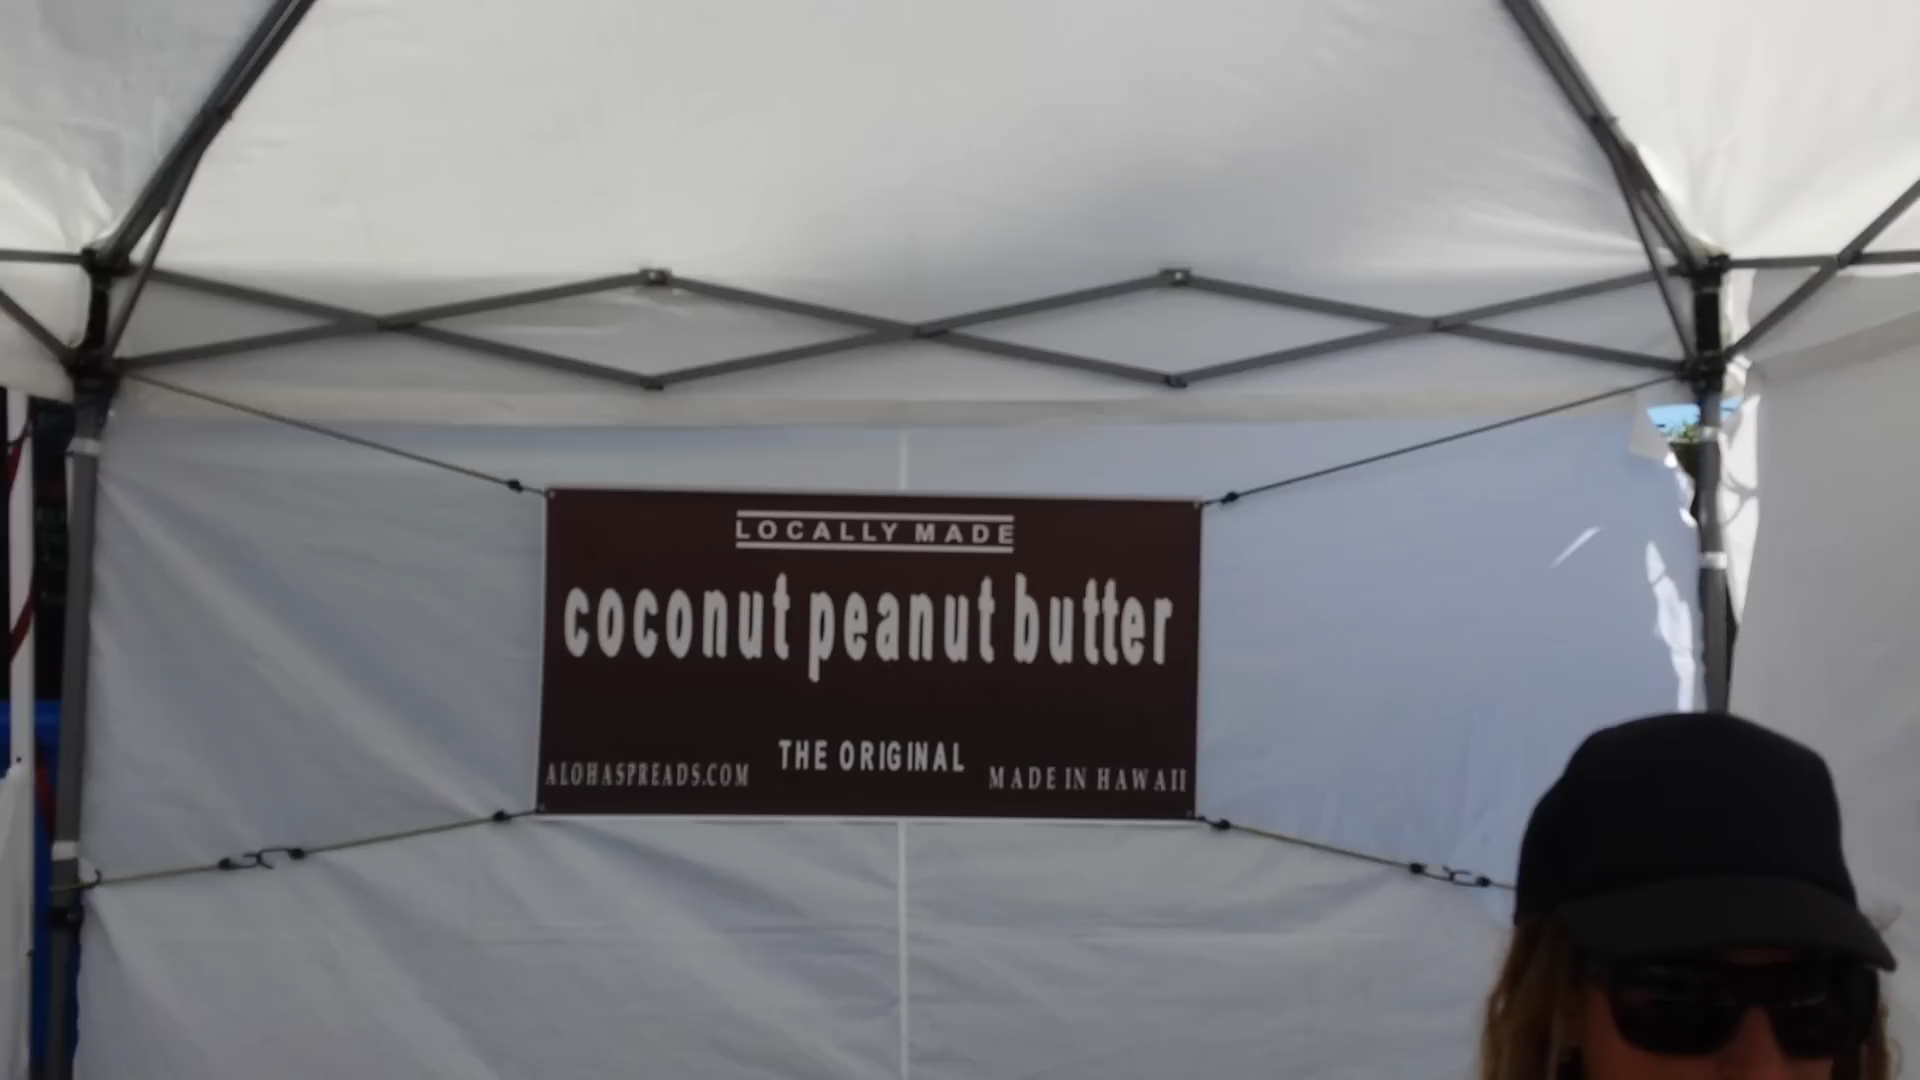 LOCALLY MADE
coconut peanut butter
THE ORIGINAL
ALOHASPREADS.COM
MADE IN HAWAII